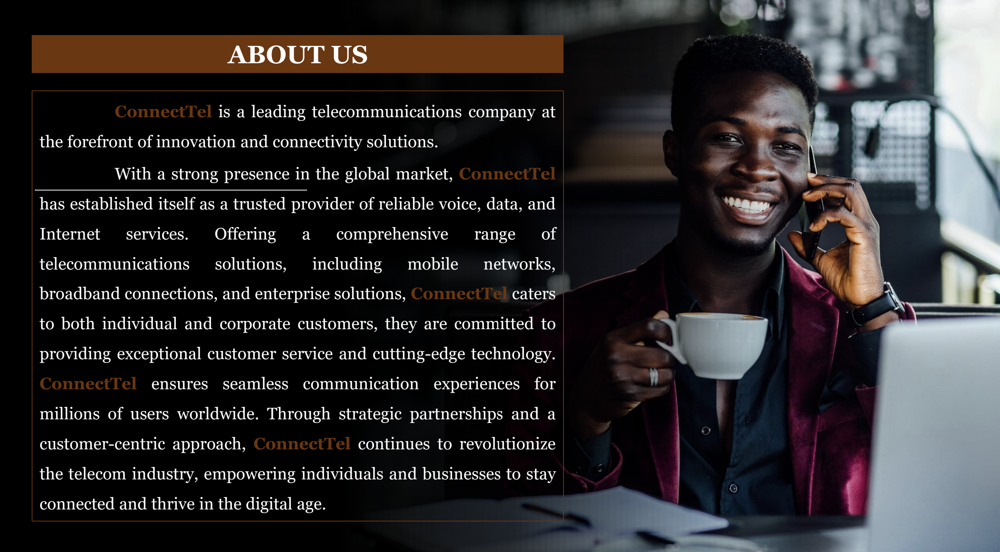 ABOUT US
ConnectTel is a leading telecommunications company at
the forefront of innovation and connectivity solutions.
With a strong presence in the global market, ConnectTel
has established itself as a trusted provider of reliable voice, data, and
Internet services. Offering a comprehensive range of
telecommunications solutions, including mobile networks,
broadband connections, and enterprise solutions, ConnectTel caters
to both individual and corporate customers, they are committed to
providing exceptional customer service and cutting-edge technology.
ConnectTel ensures seamless communication experiences for
millions of users worldwide. Through strategic partnerships and a
customer-centric approach, ConnectTel continues to revolutionize
the telecom industry, empowering individuals and businesses to stay
connected and thrive in the digital age.